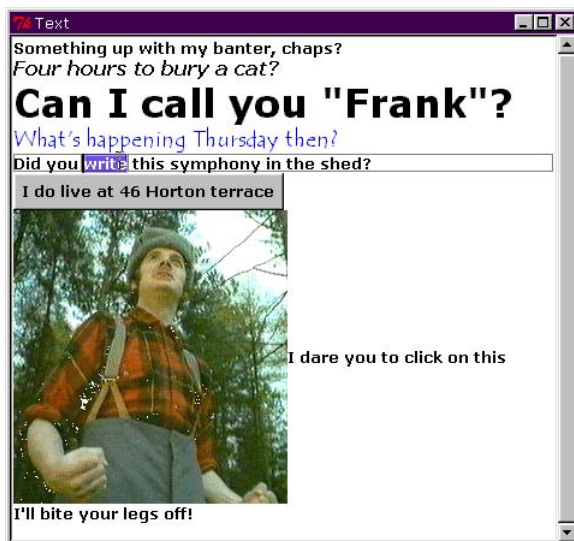 Text
Something up with my banter, chaps?
Four hours to bury a cat?
Can I call you "Frank"?
What's happening Thursday then?
Did you write this symphony in the shed?
I do live at 46 Horton terrace
I dare you to click on this
I'll bite your legs off!